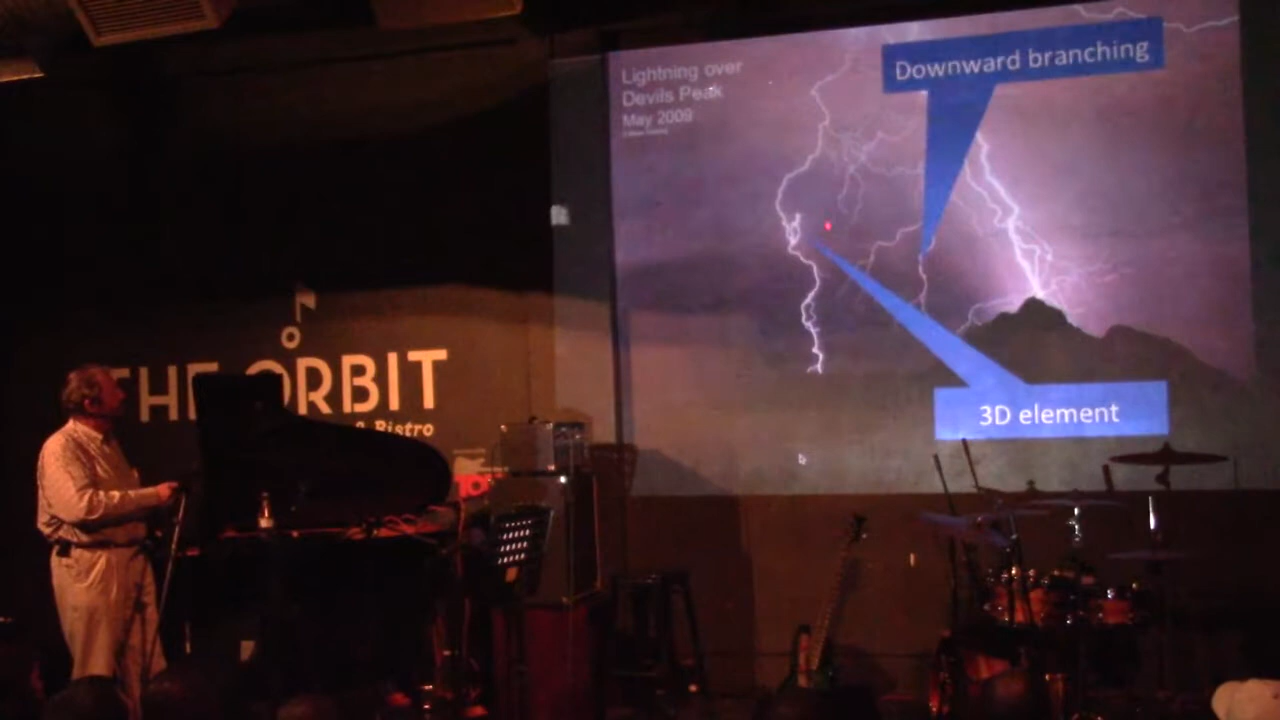 Lightning over
Devils Peak
May 2009
Downward branching
3D element
THE ORBIT
& Bistro